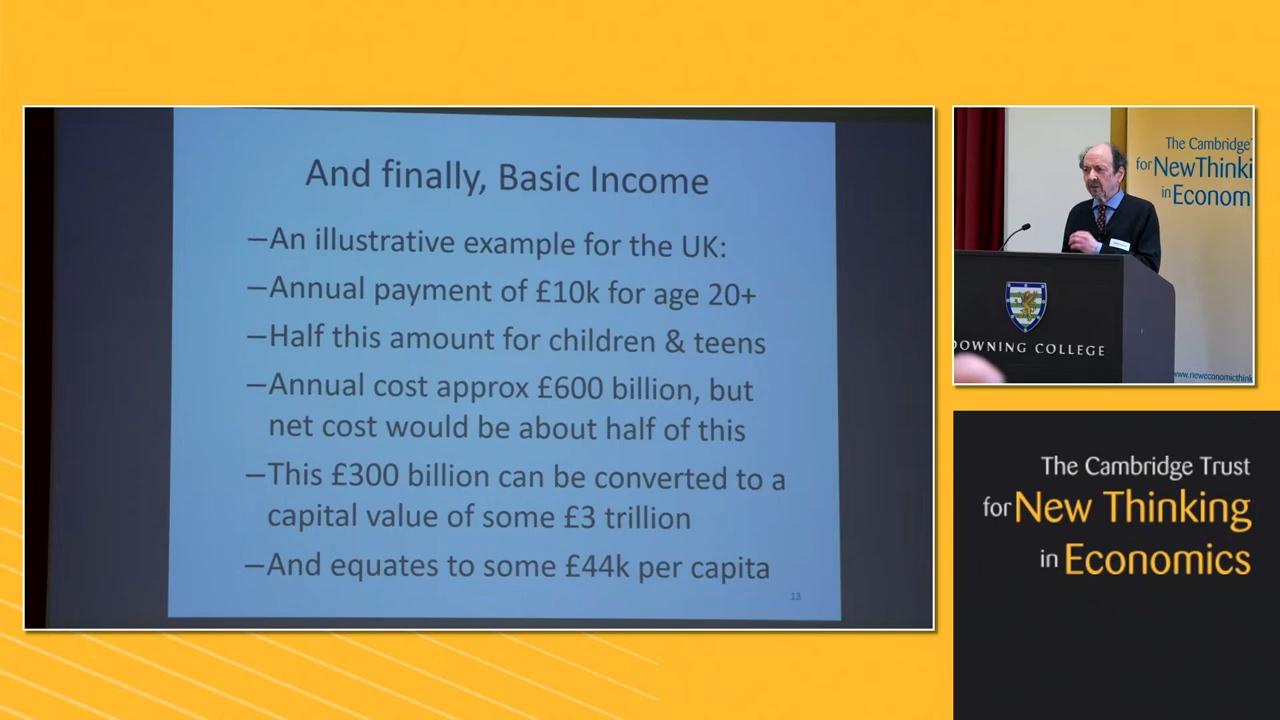 And finally, Basic Income
–An illustrative example for the UK:
–Annual payment of £10k for age 20+
–Half this amount for children & teens
–Annual cost approx £600 billion, but
net cost would be about half of this
–This £300 billion can be converted to a
capital value of some £3 trillion
–And equates to some £44k per capita
13
The Cambridge
for NewThinki
in Econom
DOWNING COLLEGE
www.neweconomicthink
The Cambridge Trust
for New Thinking
in Economics